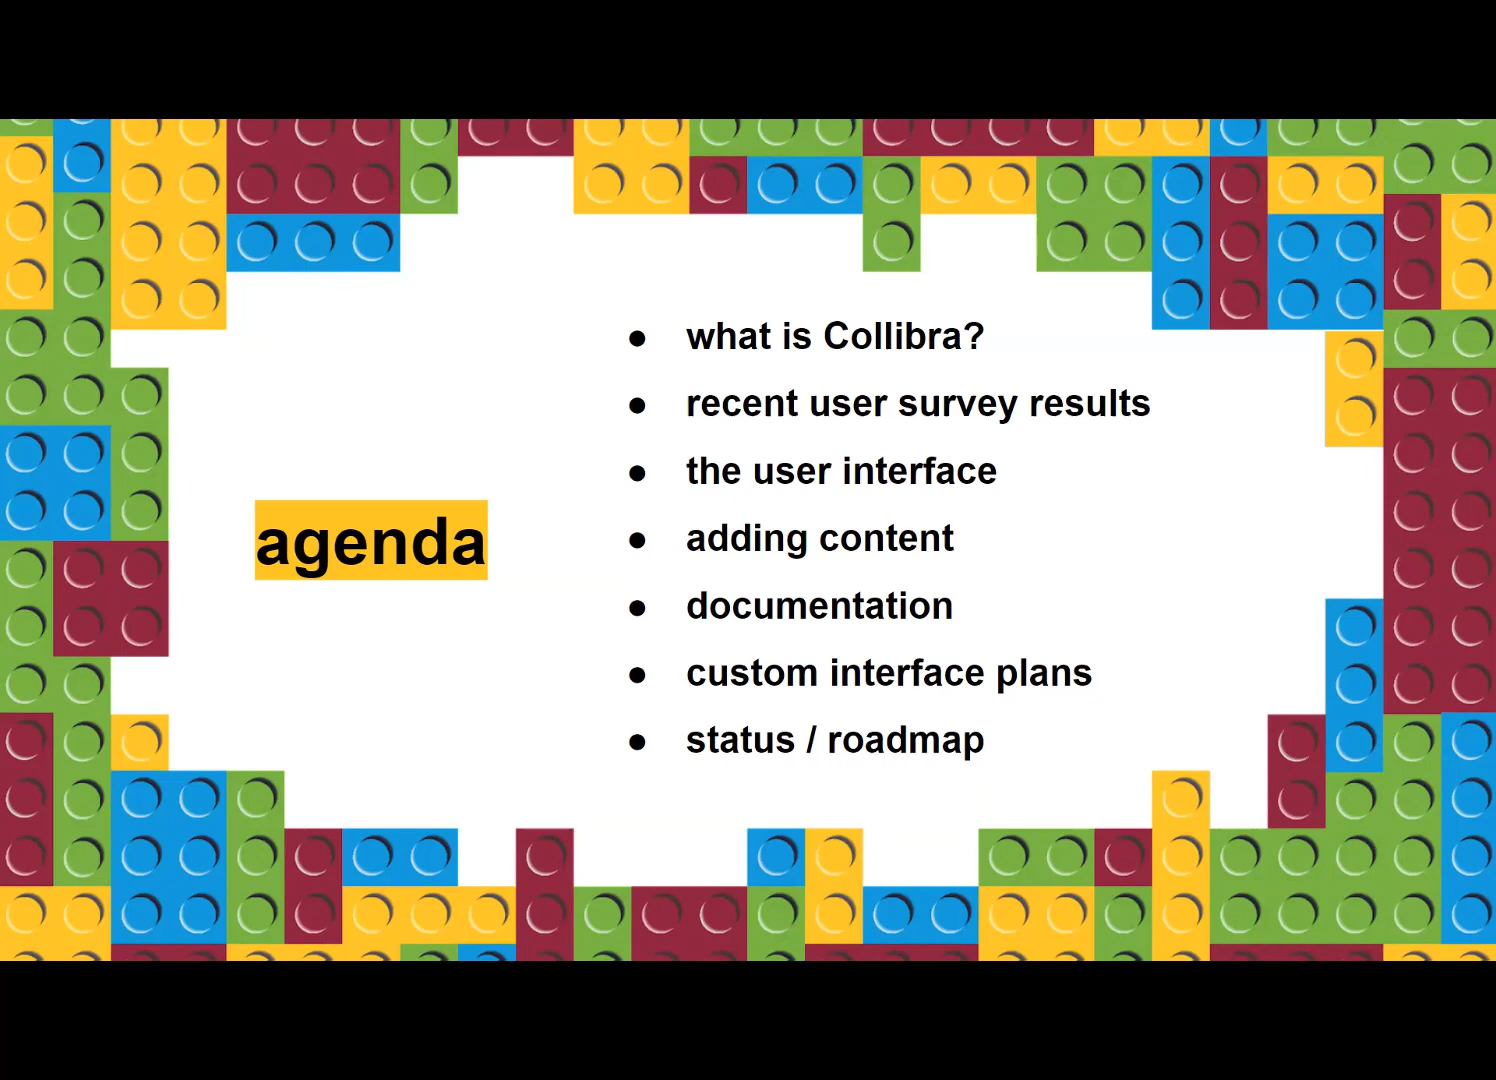 agenda
● what is Collibra?
● recent user survey results
● the user interface
● adding content
● documentation
● custom interface plans
● status / roadmap